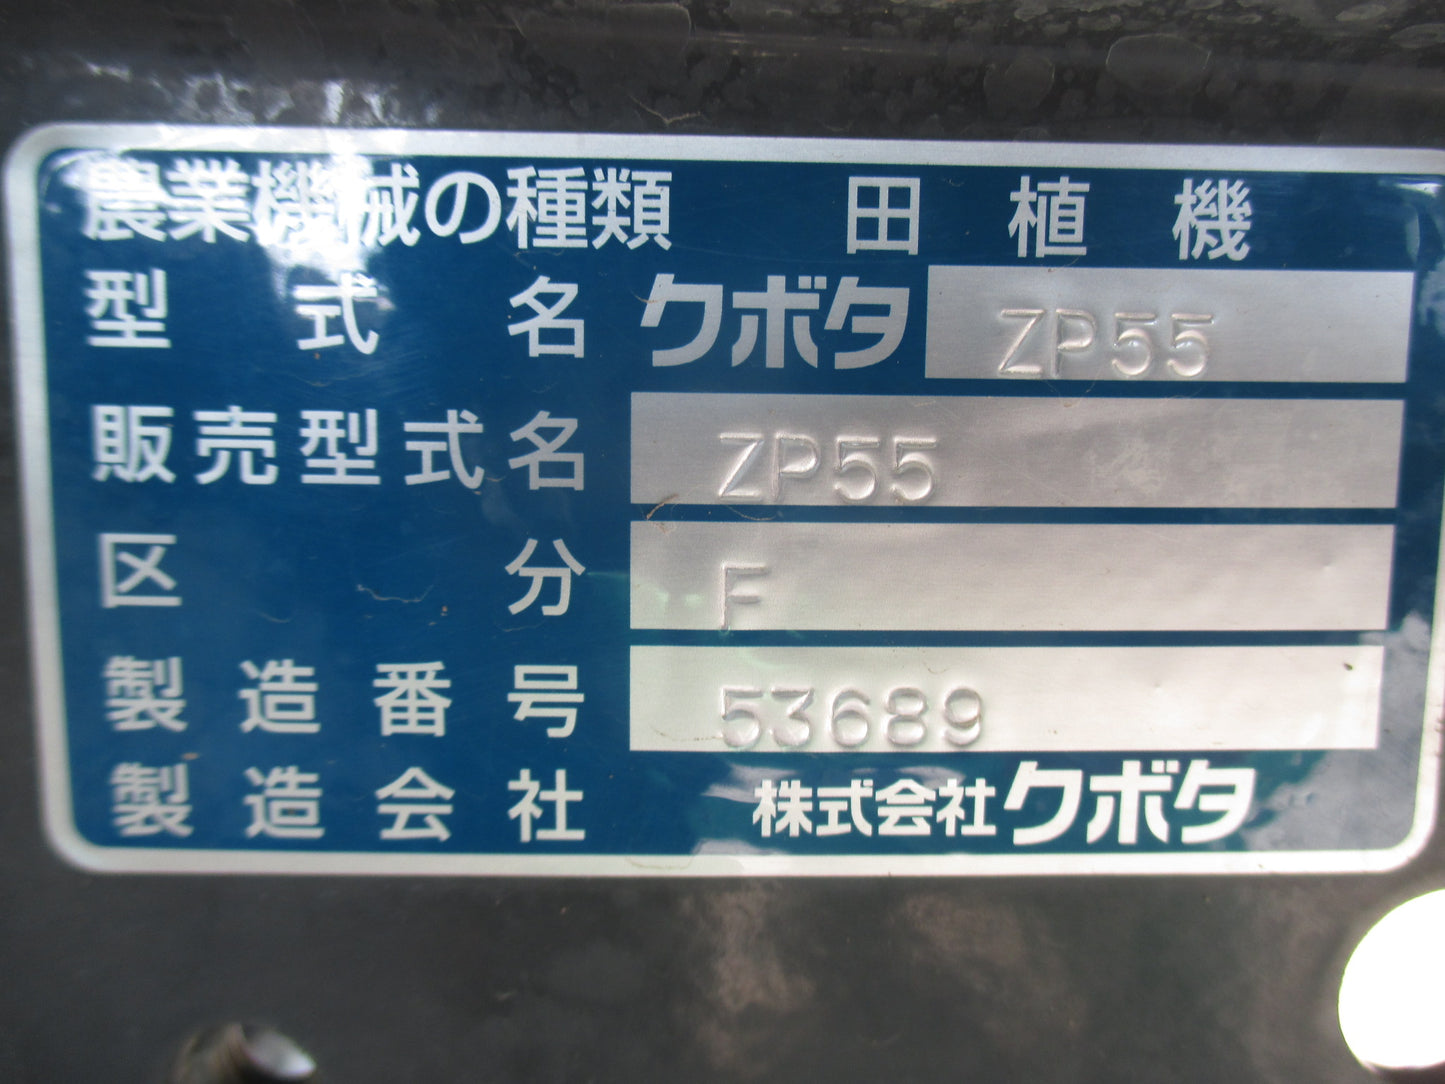 農業機械の種類 田植機
型式名 クボタ ZP55
販売型式名 ZP55
区分 F
製造番号 53689
製造会社 株式会社クボタ